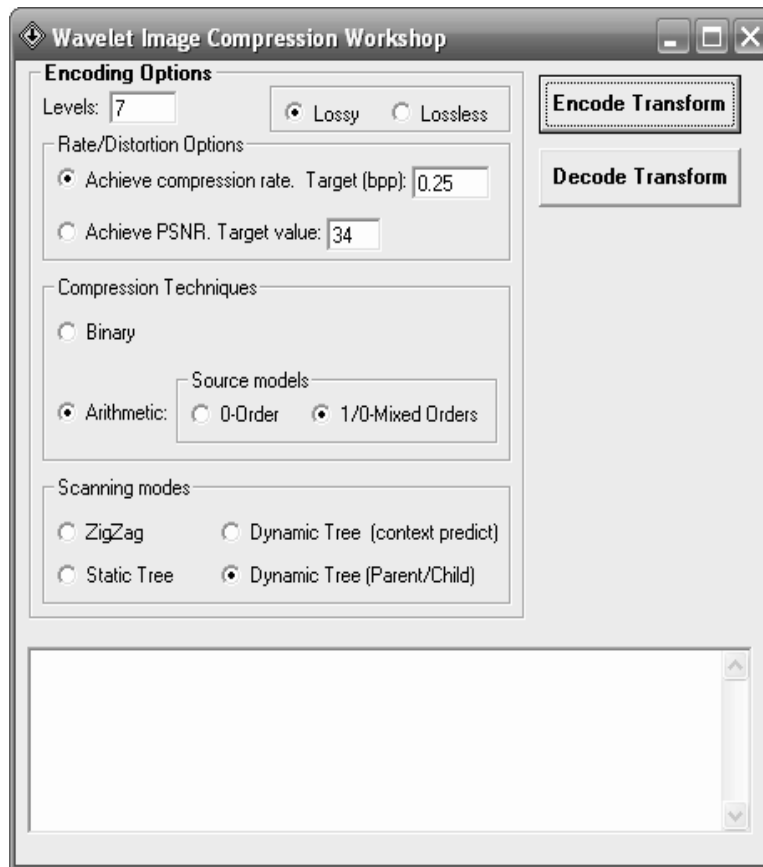 Wavelet Image Compression Workshop
Encoding Options
Levels: 7
Lossy Lossless
Encode Transform
Rate/Distortion Options
Achieve compression rate. Target (bpp): 0.25
Decode Transform
Achieve PSNR. Target value: 34
Compression Techniques
Binary
Source models
Arithmetic: 0-Order 1/0-Mixed Orders
Scanning modes
ZigZag Dynamic Tree (context predict)
Static Tree Dynamic Tree (Parent/Child)